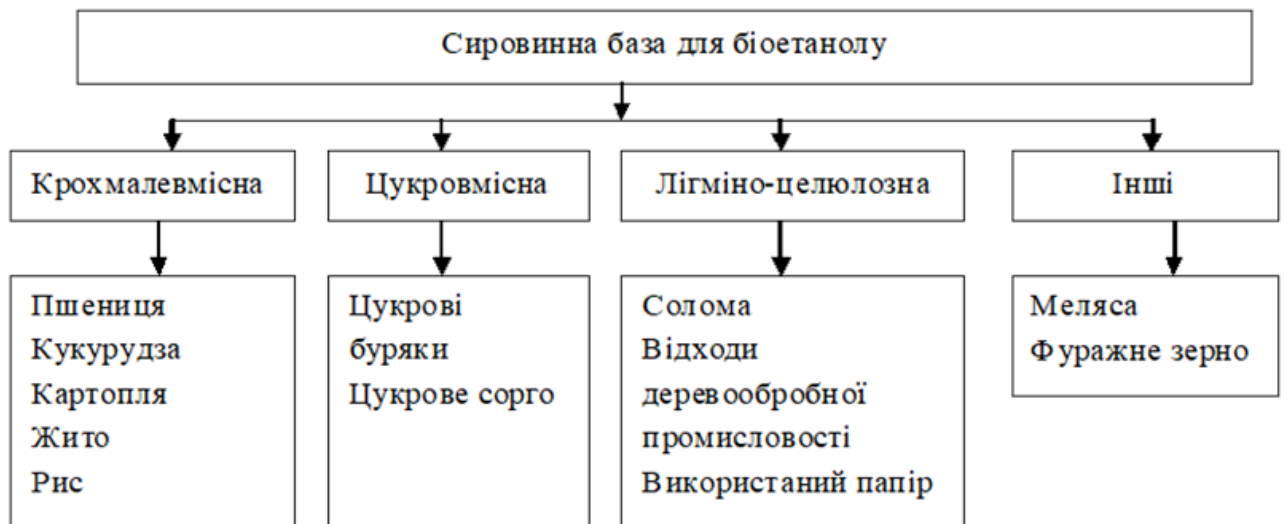 Сировинна база для біоетанолу
Крохмалевмісна
Цукровмісна
Лігміно-целюлозна
Інші
Пшениця
Кукурудза
Картопля
Жито
Рис
Цукрові
буряки
Цукрове сорго
Солома
Відходи
деревообробної
промисловості
Використаний папір
Меляса
Фуражне зерно